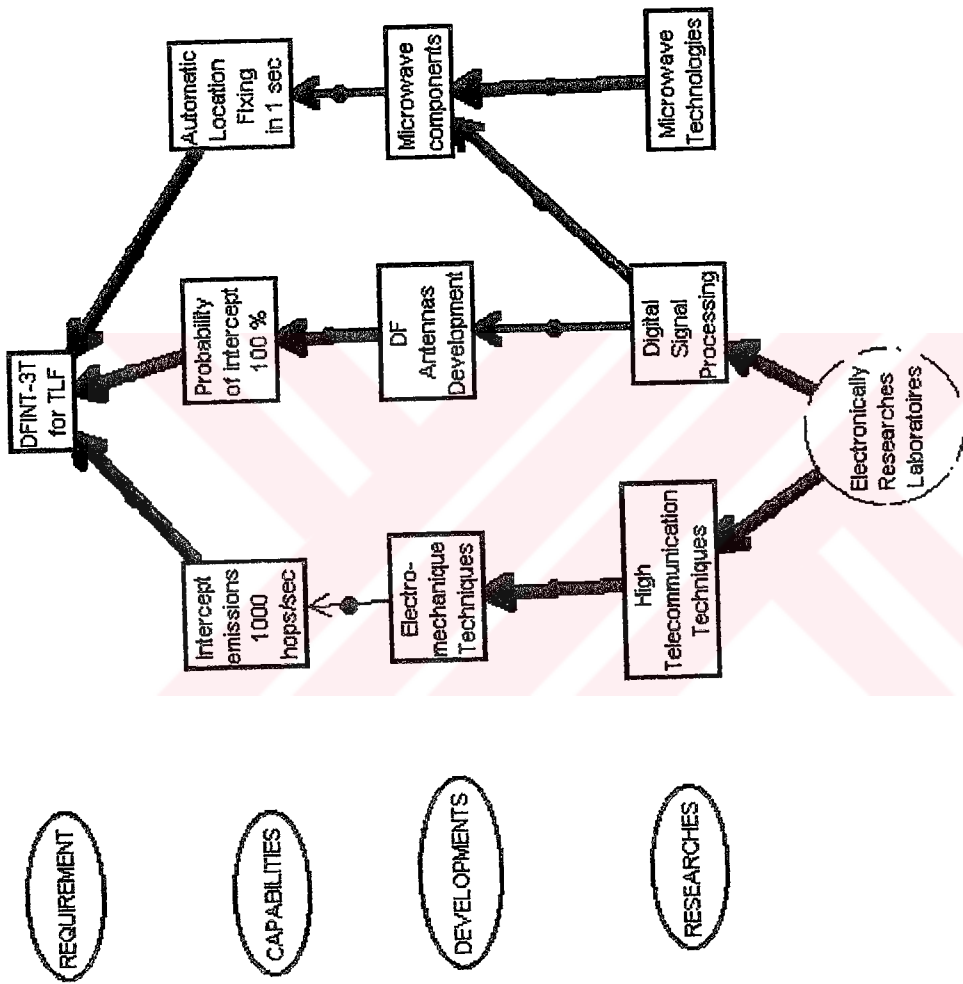 REQUIREMENT
DFINT-3T
for TLF
CAPABILITIES
Intercept
emissions
1000
hops/sec
Probability
of intercept
100 %
Automatic
Location
Fixing
in 1 sec
DEVELOPMENTS
Electro-
mechanique
Techniques
DF
Antennas
Development
Microwave
components
RESEARCHES
High
Telecommunication
Techniques
Digital
Signal
Processing
Microwave
Technologies
Electronically
Researches
Laboratoires